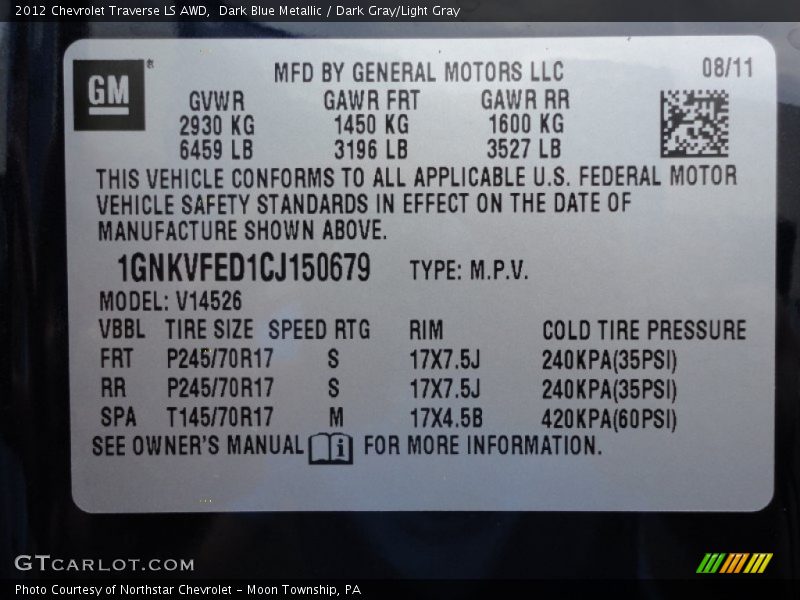 2012 Chevrolet Traverse LS AWD, Dark Blue Metallic / Dark Gray/Light Gray
GM
MFD BY GENERAL MOTORS LLC 08/11
GVWR GAWR FRT GAWR RR
2930 KG 1450 KG 1600 KG
6459 LB 3196 LB 3527 LB
THIS VEHICLE CONFORMS TO ALL APPLICABLE U.S. FEDERAL MOTOR
VEHICLE SAFETY STANDARDS IN EFFECT ON THE DATE OF
MANUFACTURE SHOWN ABOVE.
1GNKVFED1CJ150679 TYPE: M.P.V.
MODEL: V14526
VBBL TIRE SIZE SPEED RTG RIM COLD TIRE PRESSURE
FRT P245/70R17 S 17X7.5J 240KPA(35PSI)
RR P245/70R17 S 17X7.5J 240KPA(35PSI)
SPA T145/70R17 M 17X4.5B 420KPA(60PSI)
SEE OWNER'S MANUAL i FOR MORE INFORMATION.
GTCARLOT.COM
Photo Courtesy of Northstar Chevrolet - Moon Township, PA